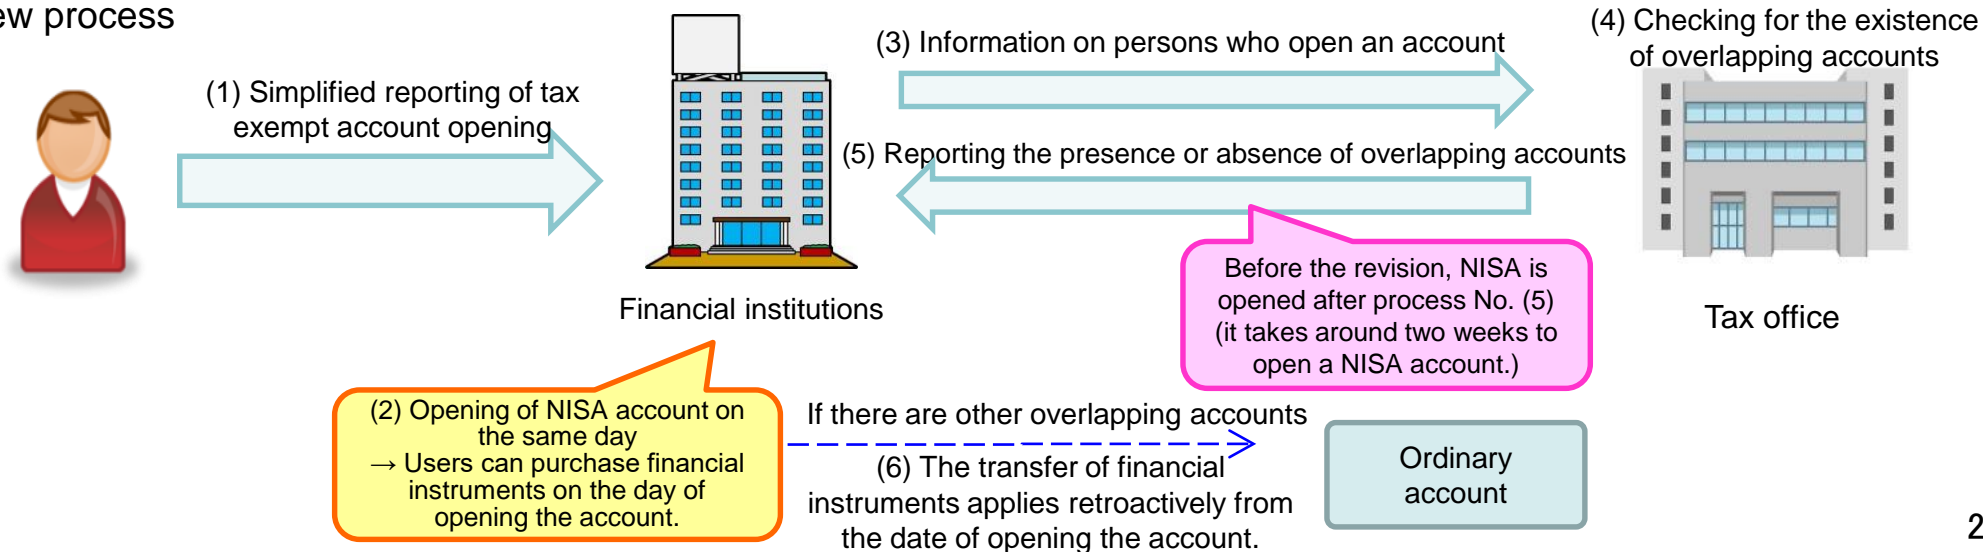 ew process
(1) Simplified reporting of tax
exempt account opening
(3) Information on persons who open an account
(4) Checking for the existence
of overlapping accounts
(5) Reporting the presence or absence of overlapping accounts
Financial institutions
Before the revision, NISA is
opened after process No. (5)
(it takes around two weeks to
open a NISA account.)
Tax office
(2) Opening of NISA account on
the same day
→ Users can purchase financial
instruments on the day of
opening the account.
If there are other overlapping accounts
(6) The transfer of financial
instruments applies retroactively from
the date of opening the account.
Ordinary
account
2